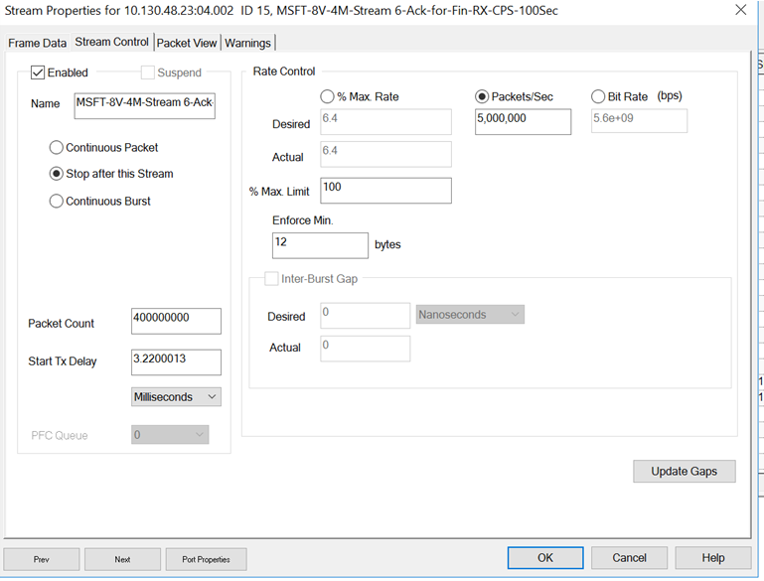 Stream Properties for 10.130.48.23:04.002  ID 15, MSFT-8V-4M-Stream 6-Ack-for-Fin-RX-CPS-100Sec
Frame Data Stream Control Packet View Warnings
Enabled Suspend
Name MSFT-8V-4M-Stream 6-Ack-
Continuous Packet
Stop after this Stream
Continuous Burst
Packet Count 400000000
Start Tx Delay 3.2200013
Milliseconds
PFC Queue 0
Rate Control
% Max. Rate Packets/Sec Bit Rate (bps)
Desired 6.4 5,000,000 5.6e+09
Actual 6.4
% Max. Limit 100
Enforce Min.
12 bytes
Inter-Burst Gap
Desired 0 Nanoseconds
Actual 0
Update Gaps
Prev Next Port Properties OK Cancel Help
S
1
1